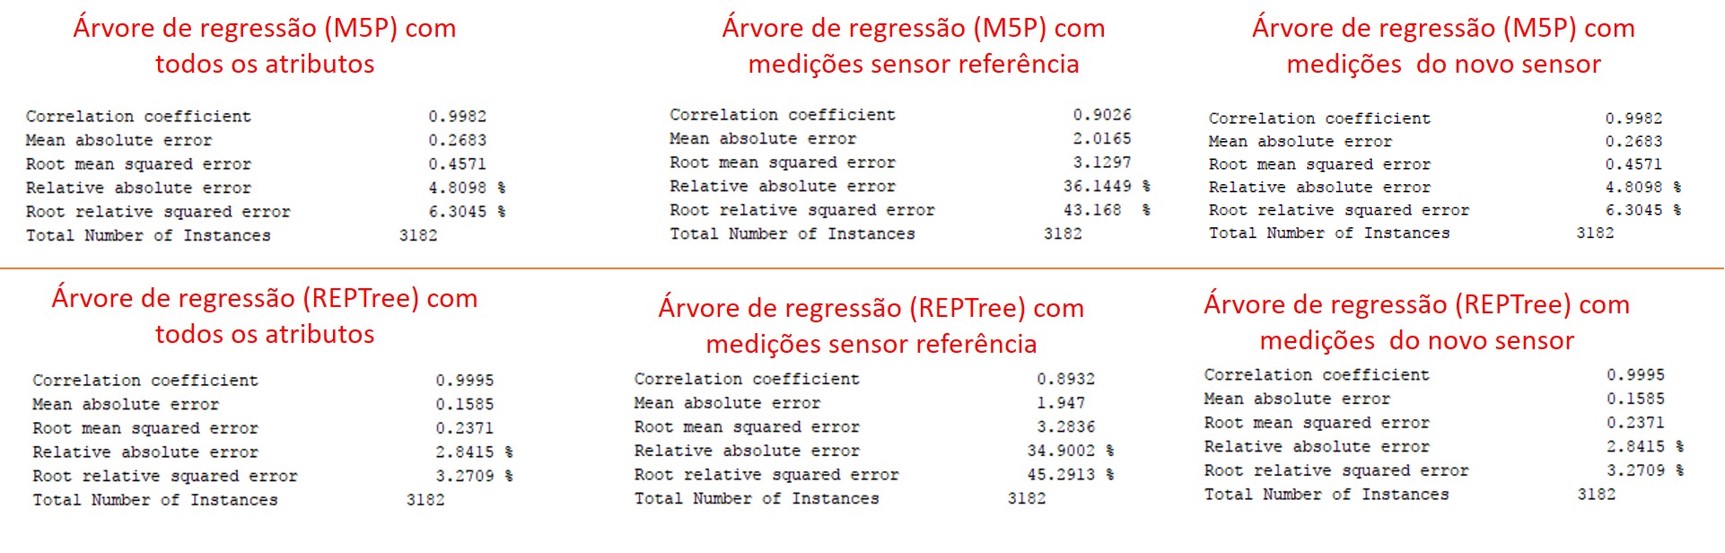 Árvore de regressão (M5P) com
todos os atributos
Correlation coefficient 0.9982
Mean absolute error 0.2683
Root mean squared error 0.4571
Relative absolute error 4.8098 %
Root relative squared error 6.3045 %
Total Number of Instances 3182
Árvore de regressão (M5P) com
medições sensor referência
Correlation coefficient 0.9026
Mean absolute error 2.0165
Root mean squared error 3.1297
Relative absolute error 36.1449 %
Root relative squared error 43.168 %
Total Number of Instances 3182
Árvore de regressão (M5P) com
medições do novo sensor
Correlation coefficient 0.9982
Mean absolute error 0.2683
Root mean squared error 0.4571
Relative absolute error 4.8098 %
Root relative squared error 6.3045 %
Total Number of Instances 3182
Árvore de regressão (REPTree) com
todos os atributos
Correlation coefficient 0.9995
Mean absolute error 0.1585
Root mean squared error 0.2371
Relative absolute error 2.8415 %
Root relative squared error 3.2709 %
Total Number of Instances 3182
Árvore de regressão (REPTree) com
medições sensor referência
Correlation coefficient 0.8932
Mean absolute error 1.947
Root mean squared error 3.2836
Relative absolute error 34.9002 %
Root relative squared error 45.2913 %
Total Number of Instances 3182
Árvore de regressão (REPTree) com
medições do novo sensor
Correlation coefficient 0.9995
Mean absolute error 0.1585
Root mean squared error 0.2371
Relative absolute error 2.8415 %
Root relative squared error 3.2709 %
Total Number of Instances 3182